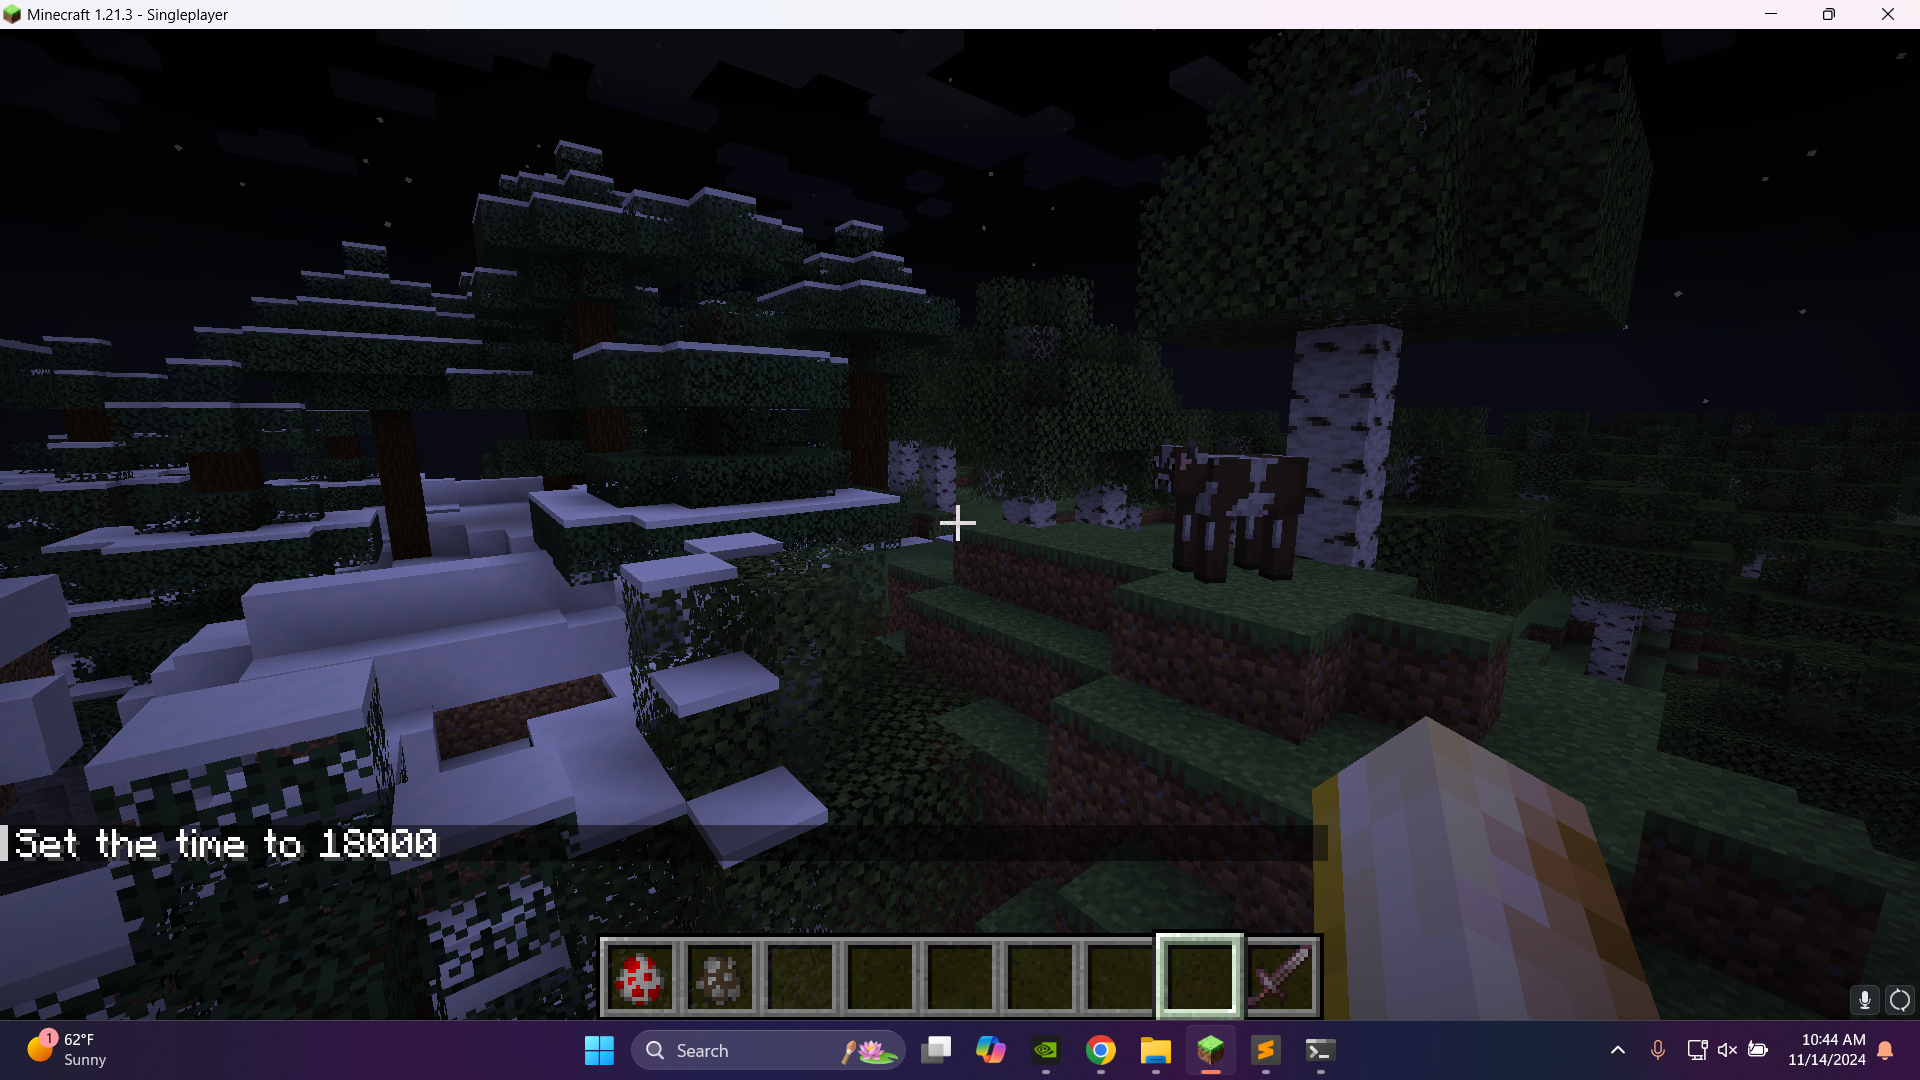 Minecraft 1.21.3 - Singleplayer
Set the time to 18000
1
62°F
Sunny
Search
10:44 AM
11/14/2024